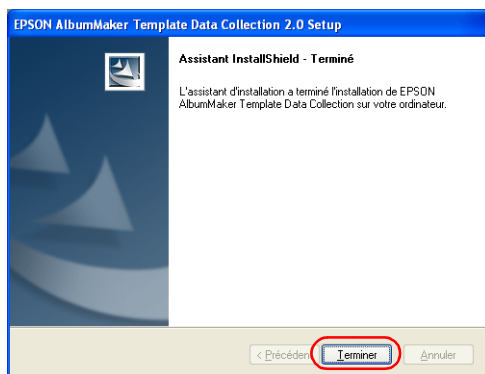 EPSON AlbumMaker Template Data Collection 2.0 Setup
Assistant InstallShield - Terminé
L'assistant d'installation a terminé l'installation de EPSON
AlbumMaker Template Data Collection sur votre ordinateur.
< Précéden Terminer Annuler